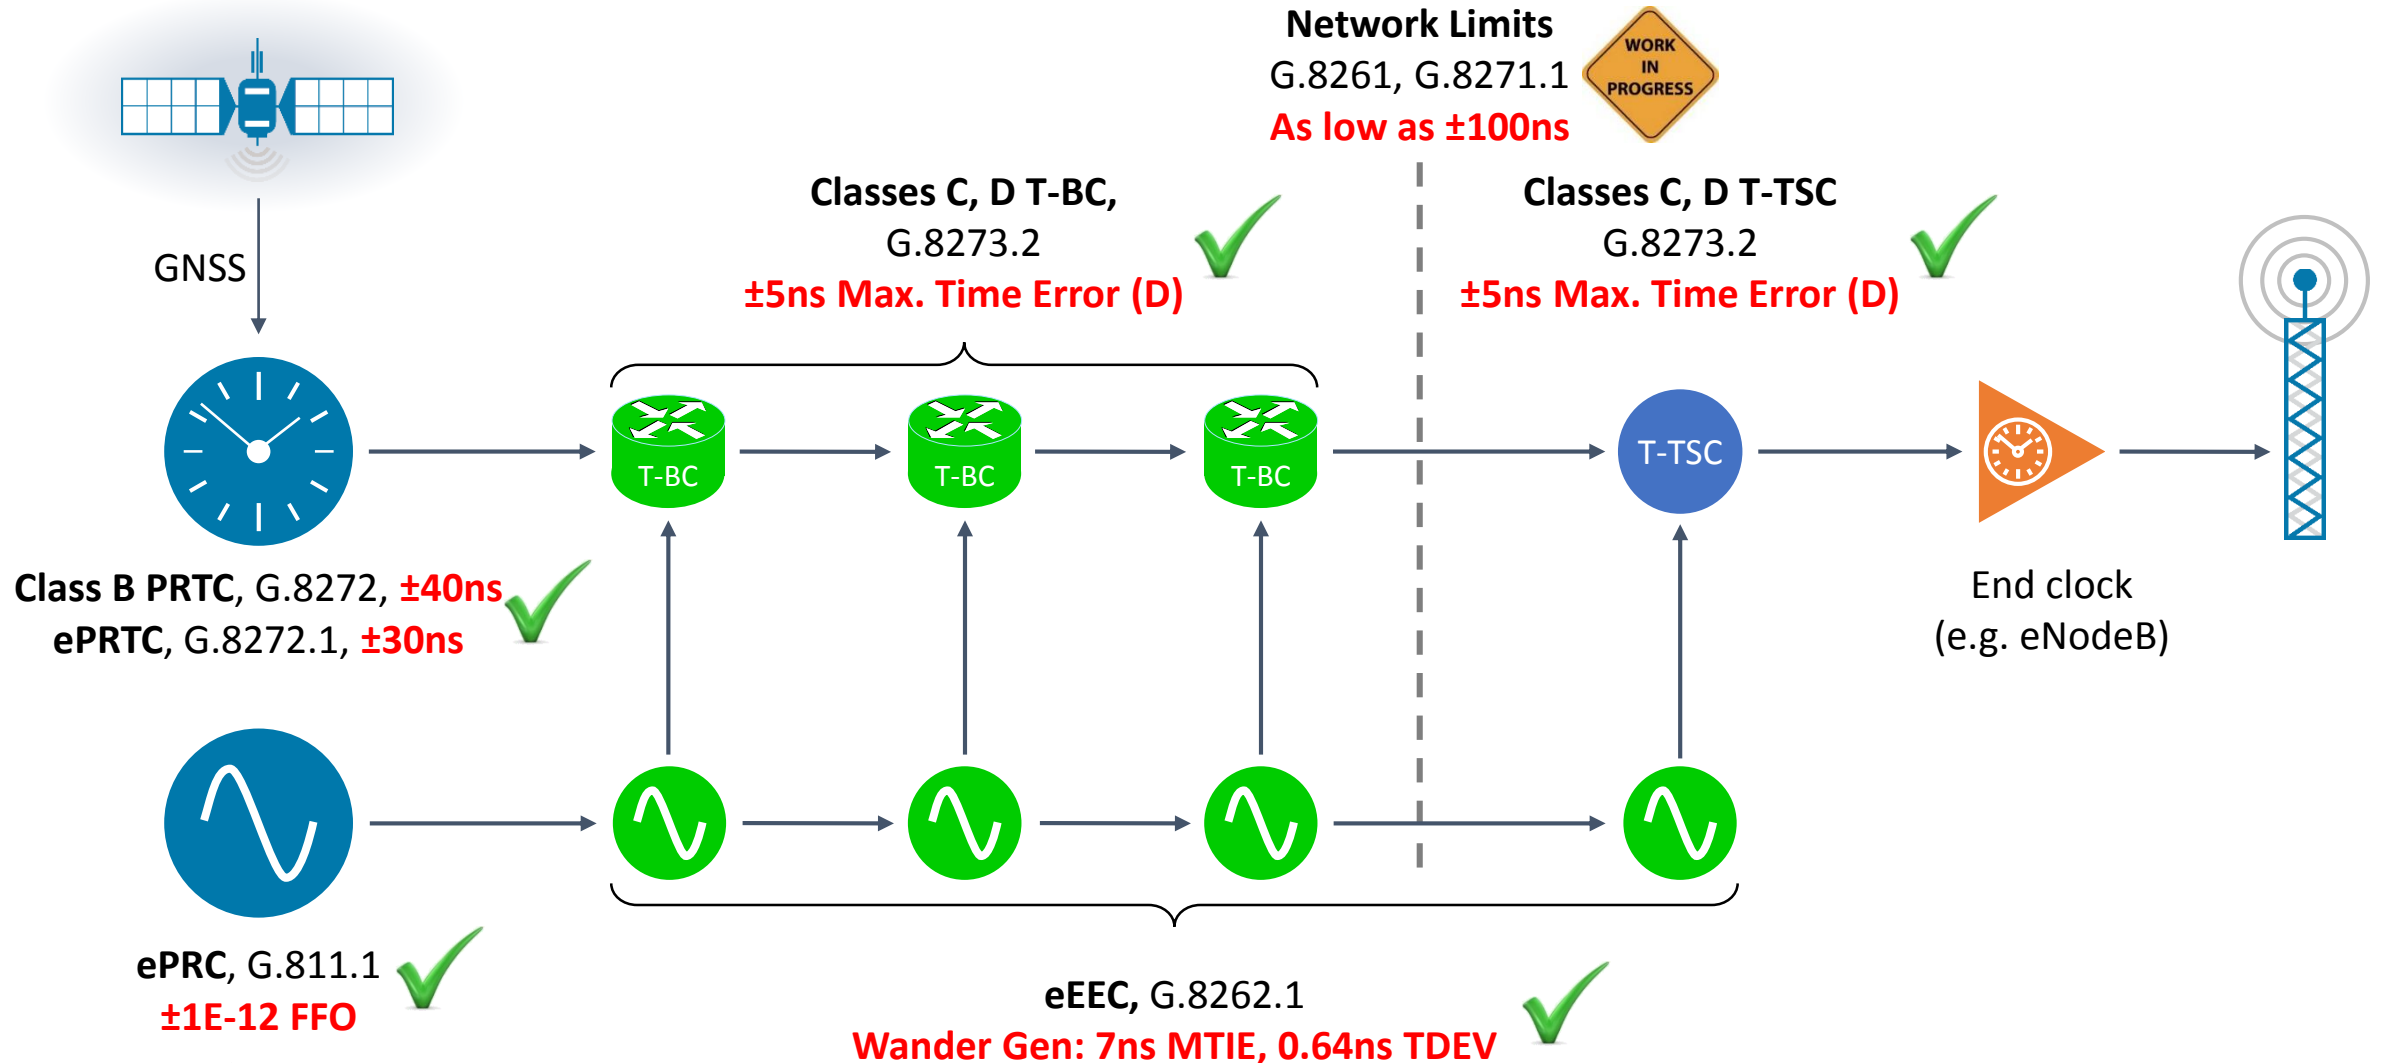 Network Limits
G.8261, G.8271.1
As low as ±100ns
WORK
IN
PROGRESS
Classes C, D T-BC,
G.8273.2
±5ns Max. Time Error (D)
Classes C, D T-TSC
G.8273.2
±5ns Max. Time Error (D)
GNSS
T-BC
T-BC
T-BC
T-TSC
Class B PRTC, G.8272, ±40ns
ePRTC, G.8272.1, ±30ns
End clock
(e.g. eNodeB)
ePRC, G.811.1
±1E-12 FFO
eEEC, G.8262.1
Wander Gen: 7ns MTIE, 0.64ns TDEV